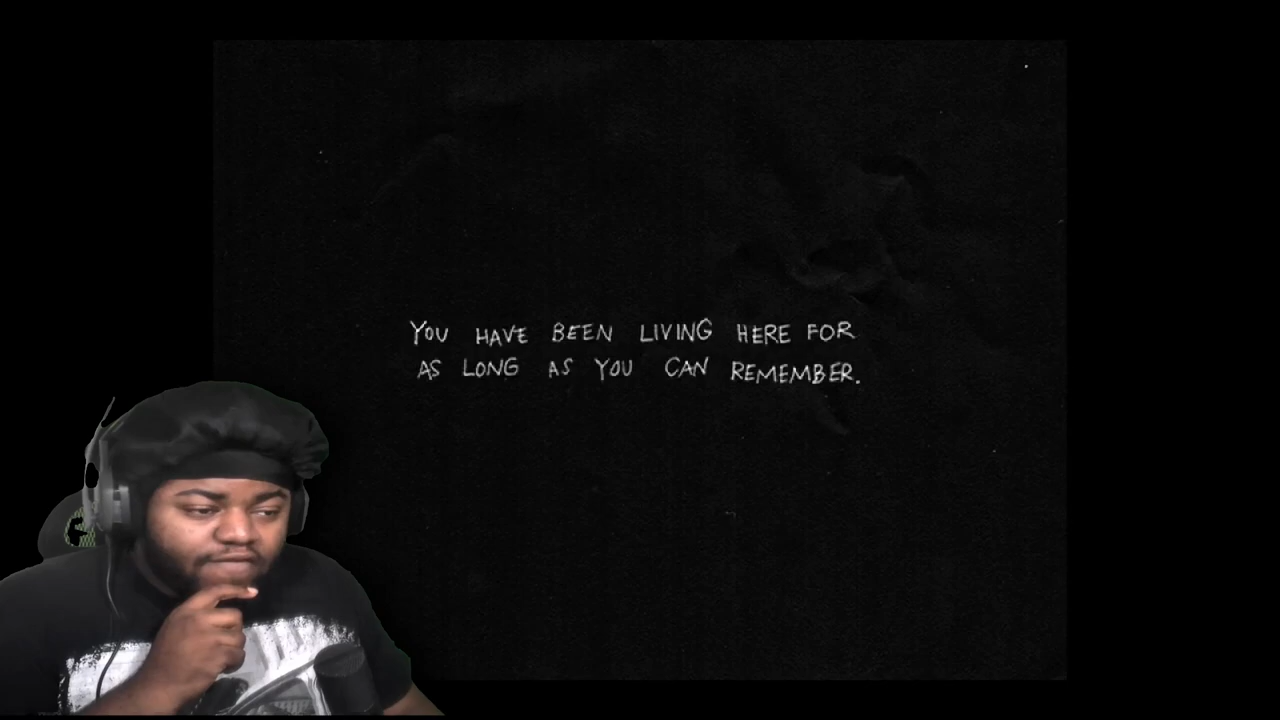 YOU HAVE BEEN LIVING HERE FOR
AS LONG AS YOU CAN REMEMBER.